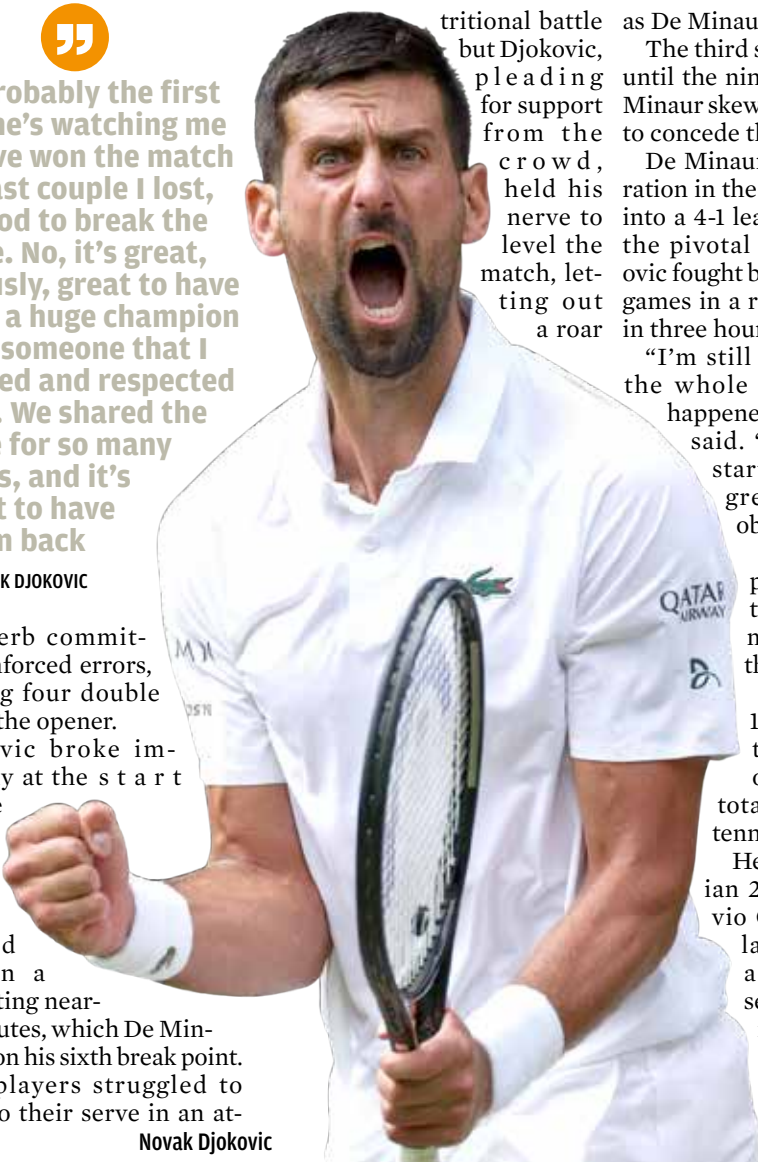 robably the first
ne's watching me
ve won the match
ast couple I lost,
od to break the
e. No, it's great,
usly, great to have
a huge champion
someone that I
ed and respected
. We shared the
e for so many
s, and it's
t to have
n back
K DJOKOVIC
erb commit-
nforced errors,
g four double
the opener.
vic broke im-
y at the start
e
d
n a
ting near-
utes, which De Min-
on his sixth break point.
players struggled to
o their serve in an at-
tritional battle
but Djokovic,
pleading
for support
from the
crowd,
held his
nerve to
level the
match, let-
ting out
a roar
as De Minau
The third s
until the nin
Minaur skew
to concede th
De Minaur
ration in the
into a 4-1 lea
the pivotal
ovic fought b
games in a r
in three hour
“I'm still
the whole
happene
said. “
star
gre
ob
p
t
n
th
1
t
o
tota
tenn
He
ian 2
vio
la
a
se
QATAR
AIRWAY
Novak Djokovic